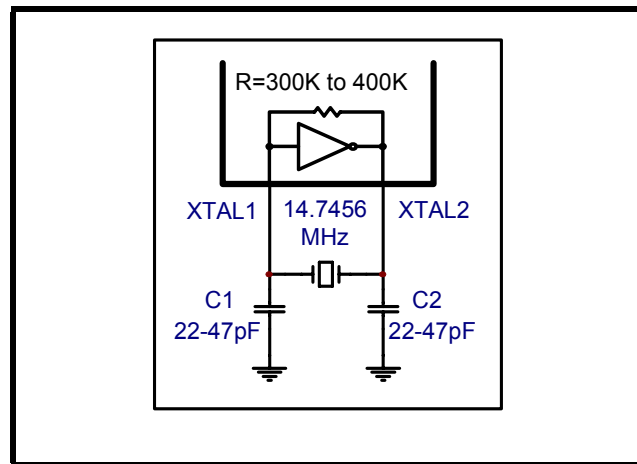 R=300K to 400K
XTAL1
14.7456
MHz
XTAL2
C1
22-47pF
C2
22-47pF